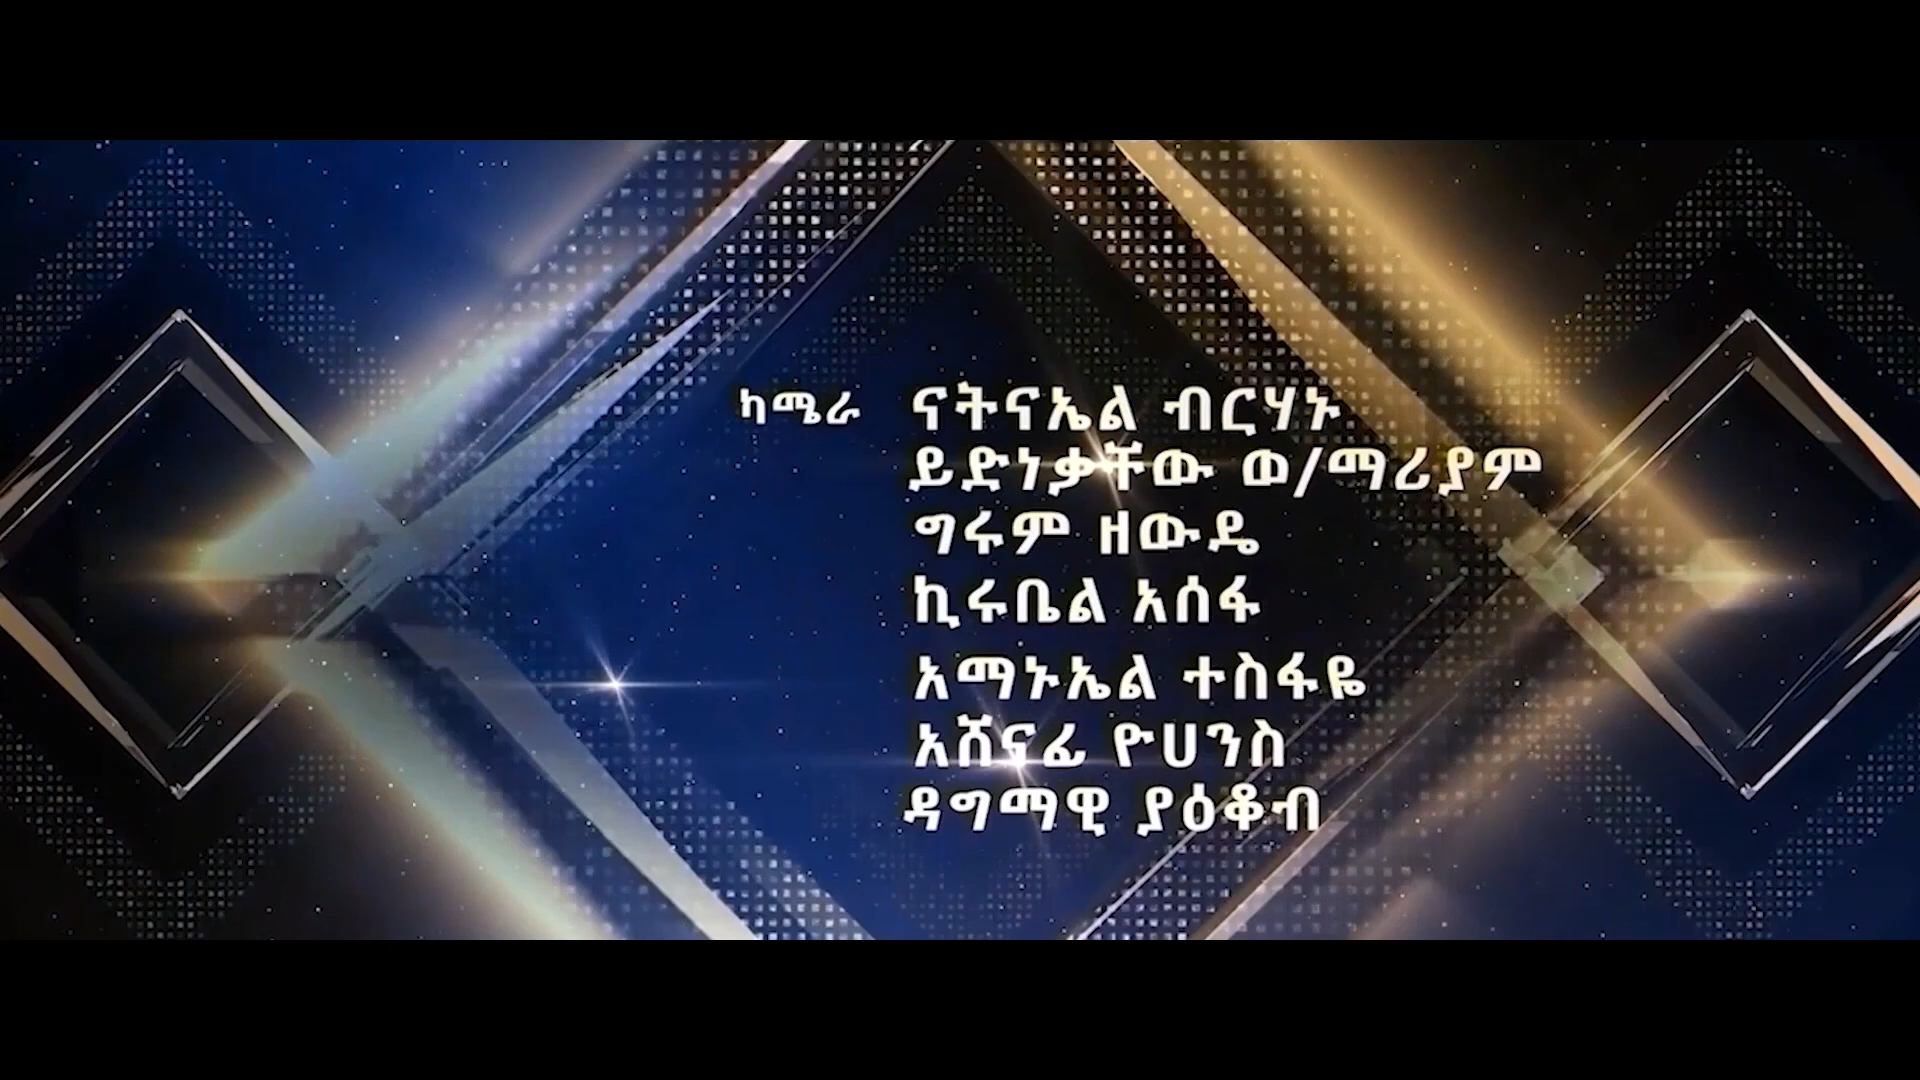 ካሜራ ናትናኤል ብርሃኑ
ይድነቃቸው ወ/ማሪያም
ግሩም ዘውዴ
ኪሩቤል አሰፋ
አማኑኤል ተስፋዬ
አሸናፊ ዮሀንስ
ዳግማዊ ያዕቆብ